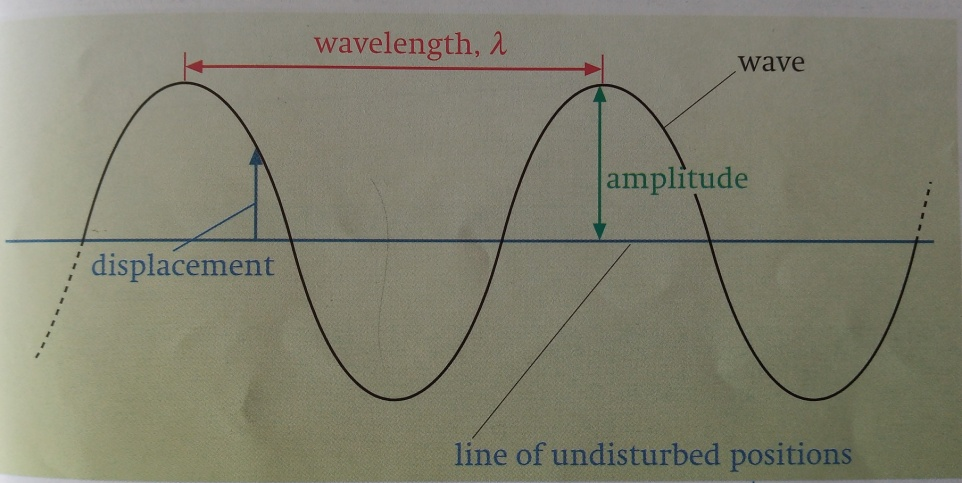 wavelength, λ
wave
amplitude
displacement
line of undisturbed positions